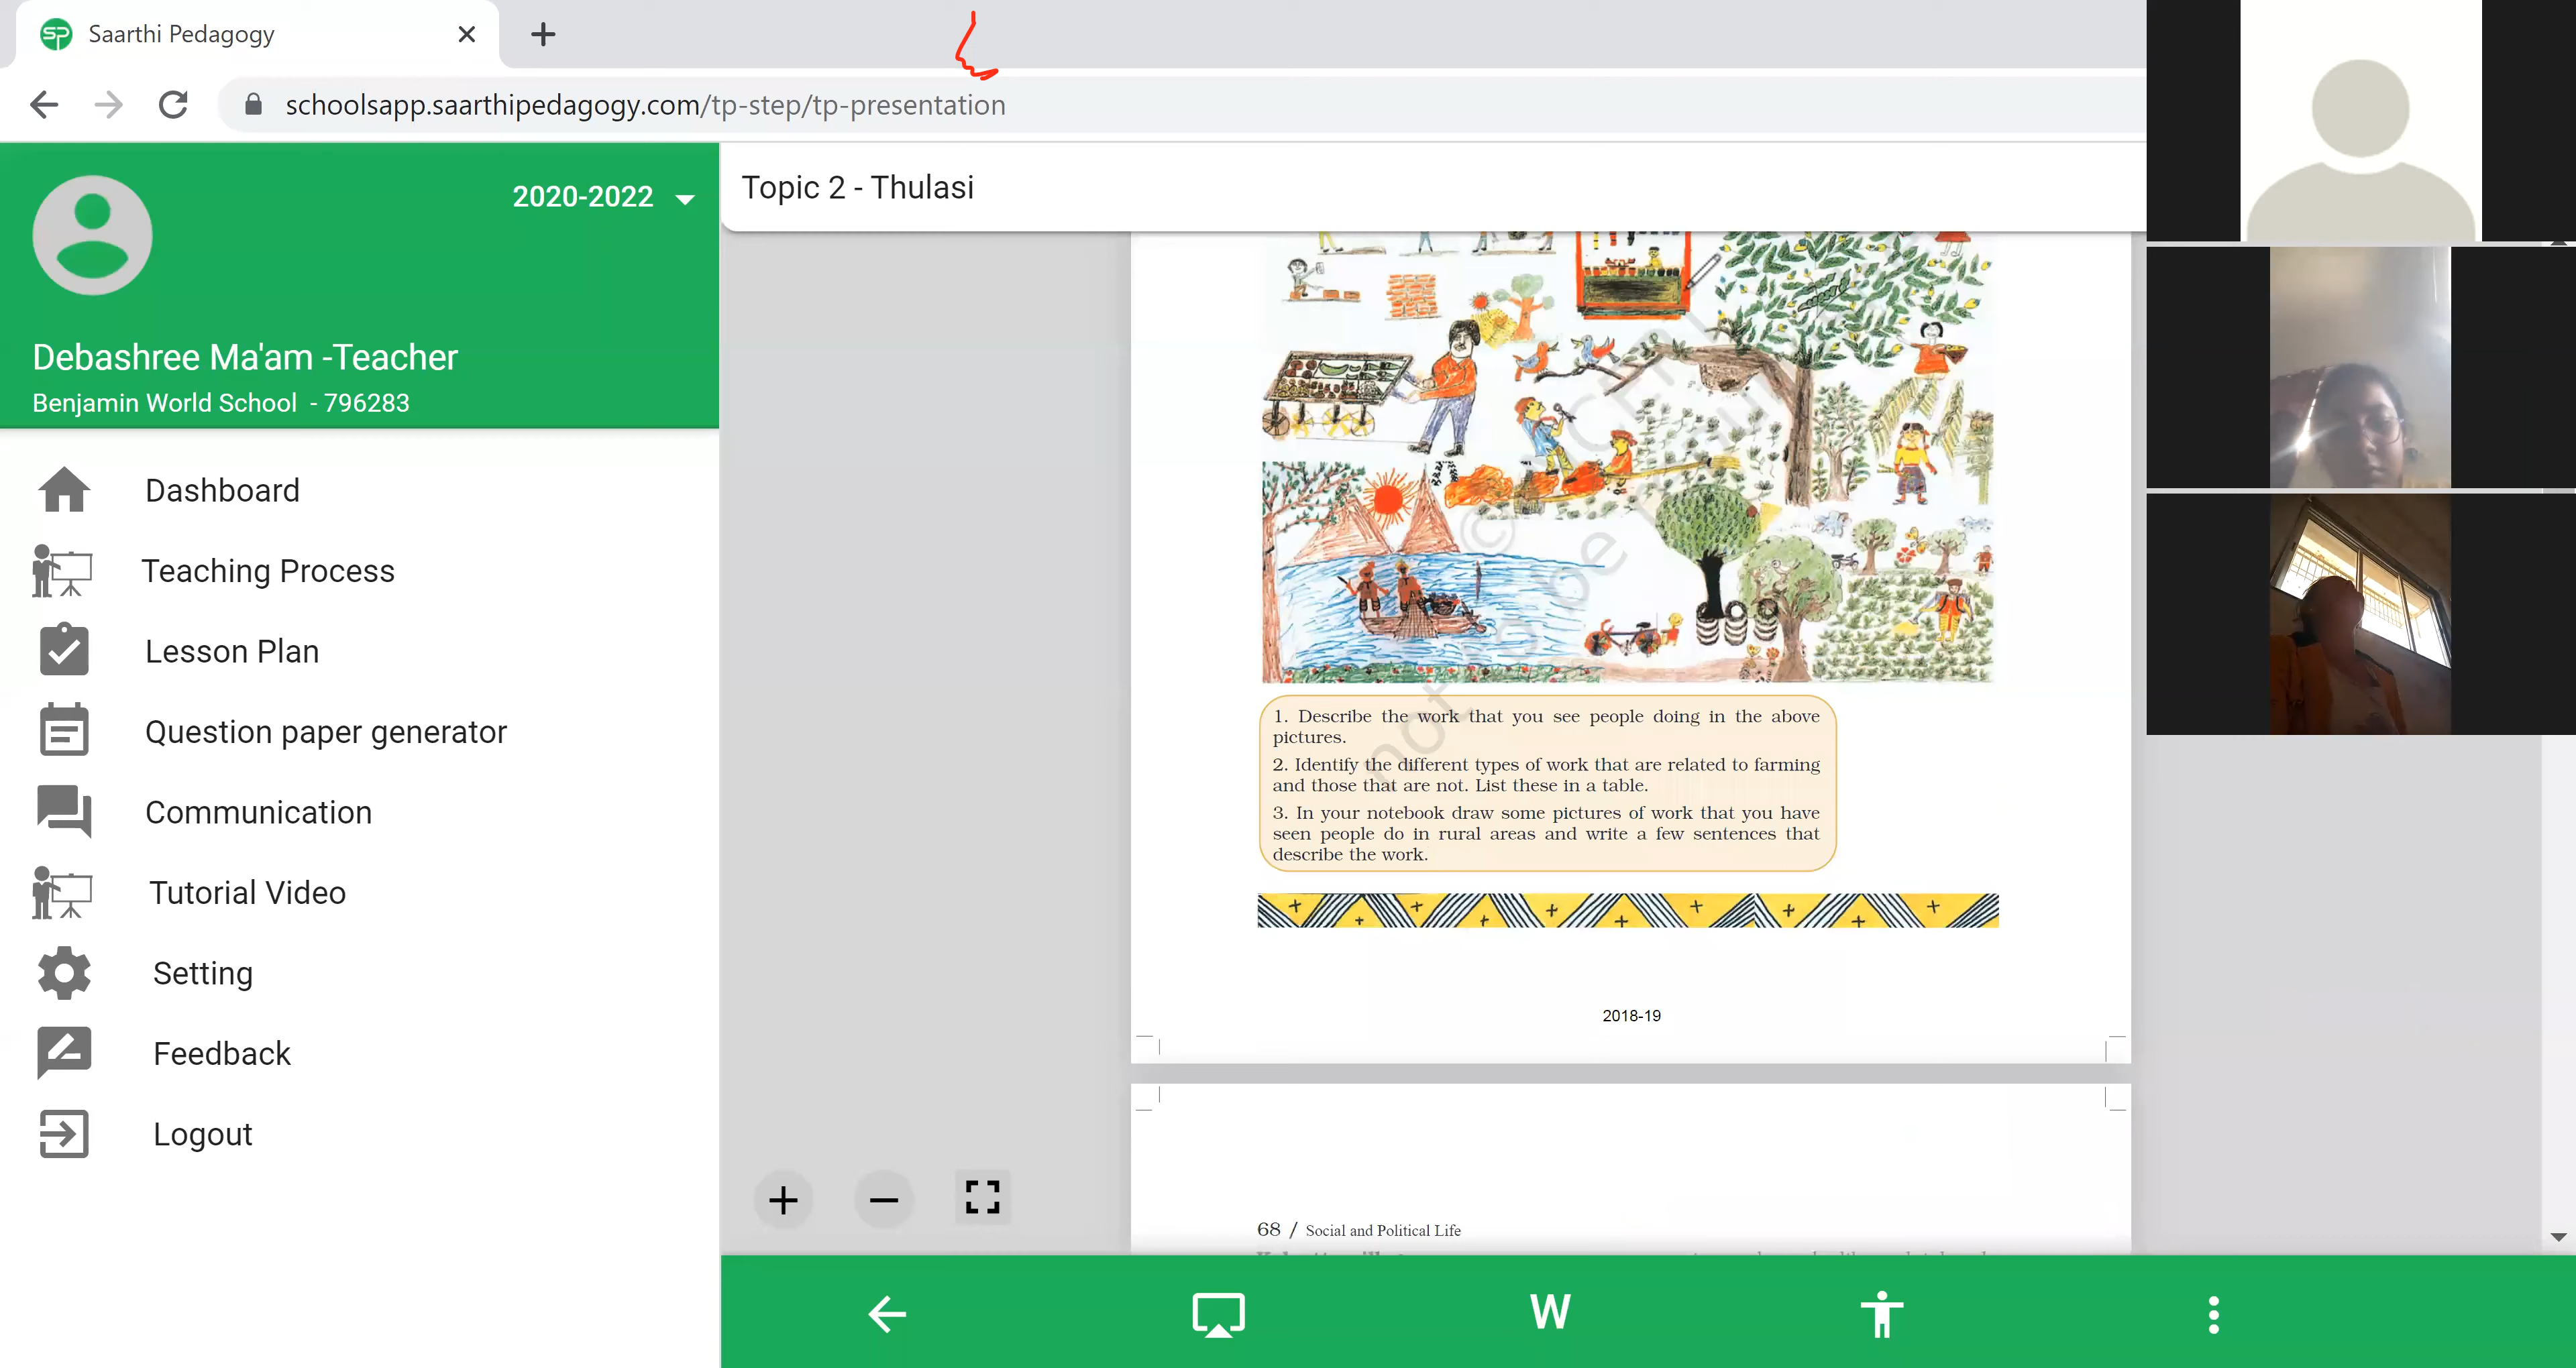 Saarthi Pedagogy
schoolsapp.saarthipedagogy.com/tp-step/tp-presentation
2020-2022
Debashree Ma'am -Teacher
Benjamin World School - 796283
Dashboard
Teaching Process
Lesson Plan
Question paper generator
Communication
Tutorial Video
Setting
Feedback
Logout
Topic 2 - Thulasi
1. Describe the work that you see people doing in the above
pictures.
2. Identify the different types of work that are related to farming
and those that are not. List these in a table.
3. In your notebook draw some pictures of work that you have
seen people do in rural areas and write a few sentences that
describe the work.
2018-19
68 / Social and Political Life
W